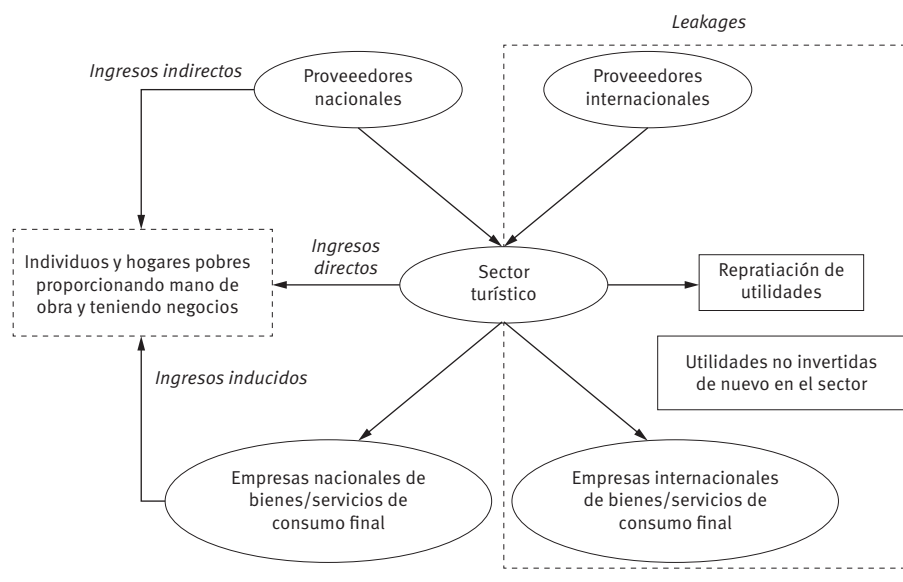 Leakages
Ingresos indirectos
Proveeedores
nacionales
Proveeedores
internacionales
Individuos y hogares pobres
proporcionando mano de
obra y teniendo negocios
Ingresos
directos
Sector
turístico
Repratiación de
utilidades
Utilidades no invertidas
de nuevo en el sector
Ingresos inducidos
Empresas nacionales de
bienes/servicios de
consumo final
Empresas internacionales
de bienes/servicios de
consumo final